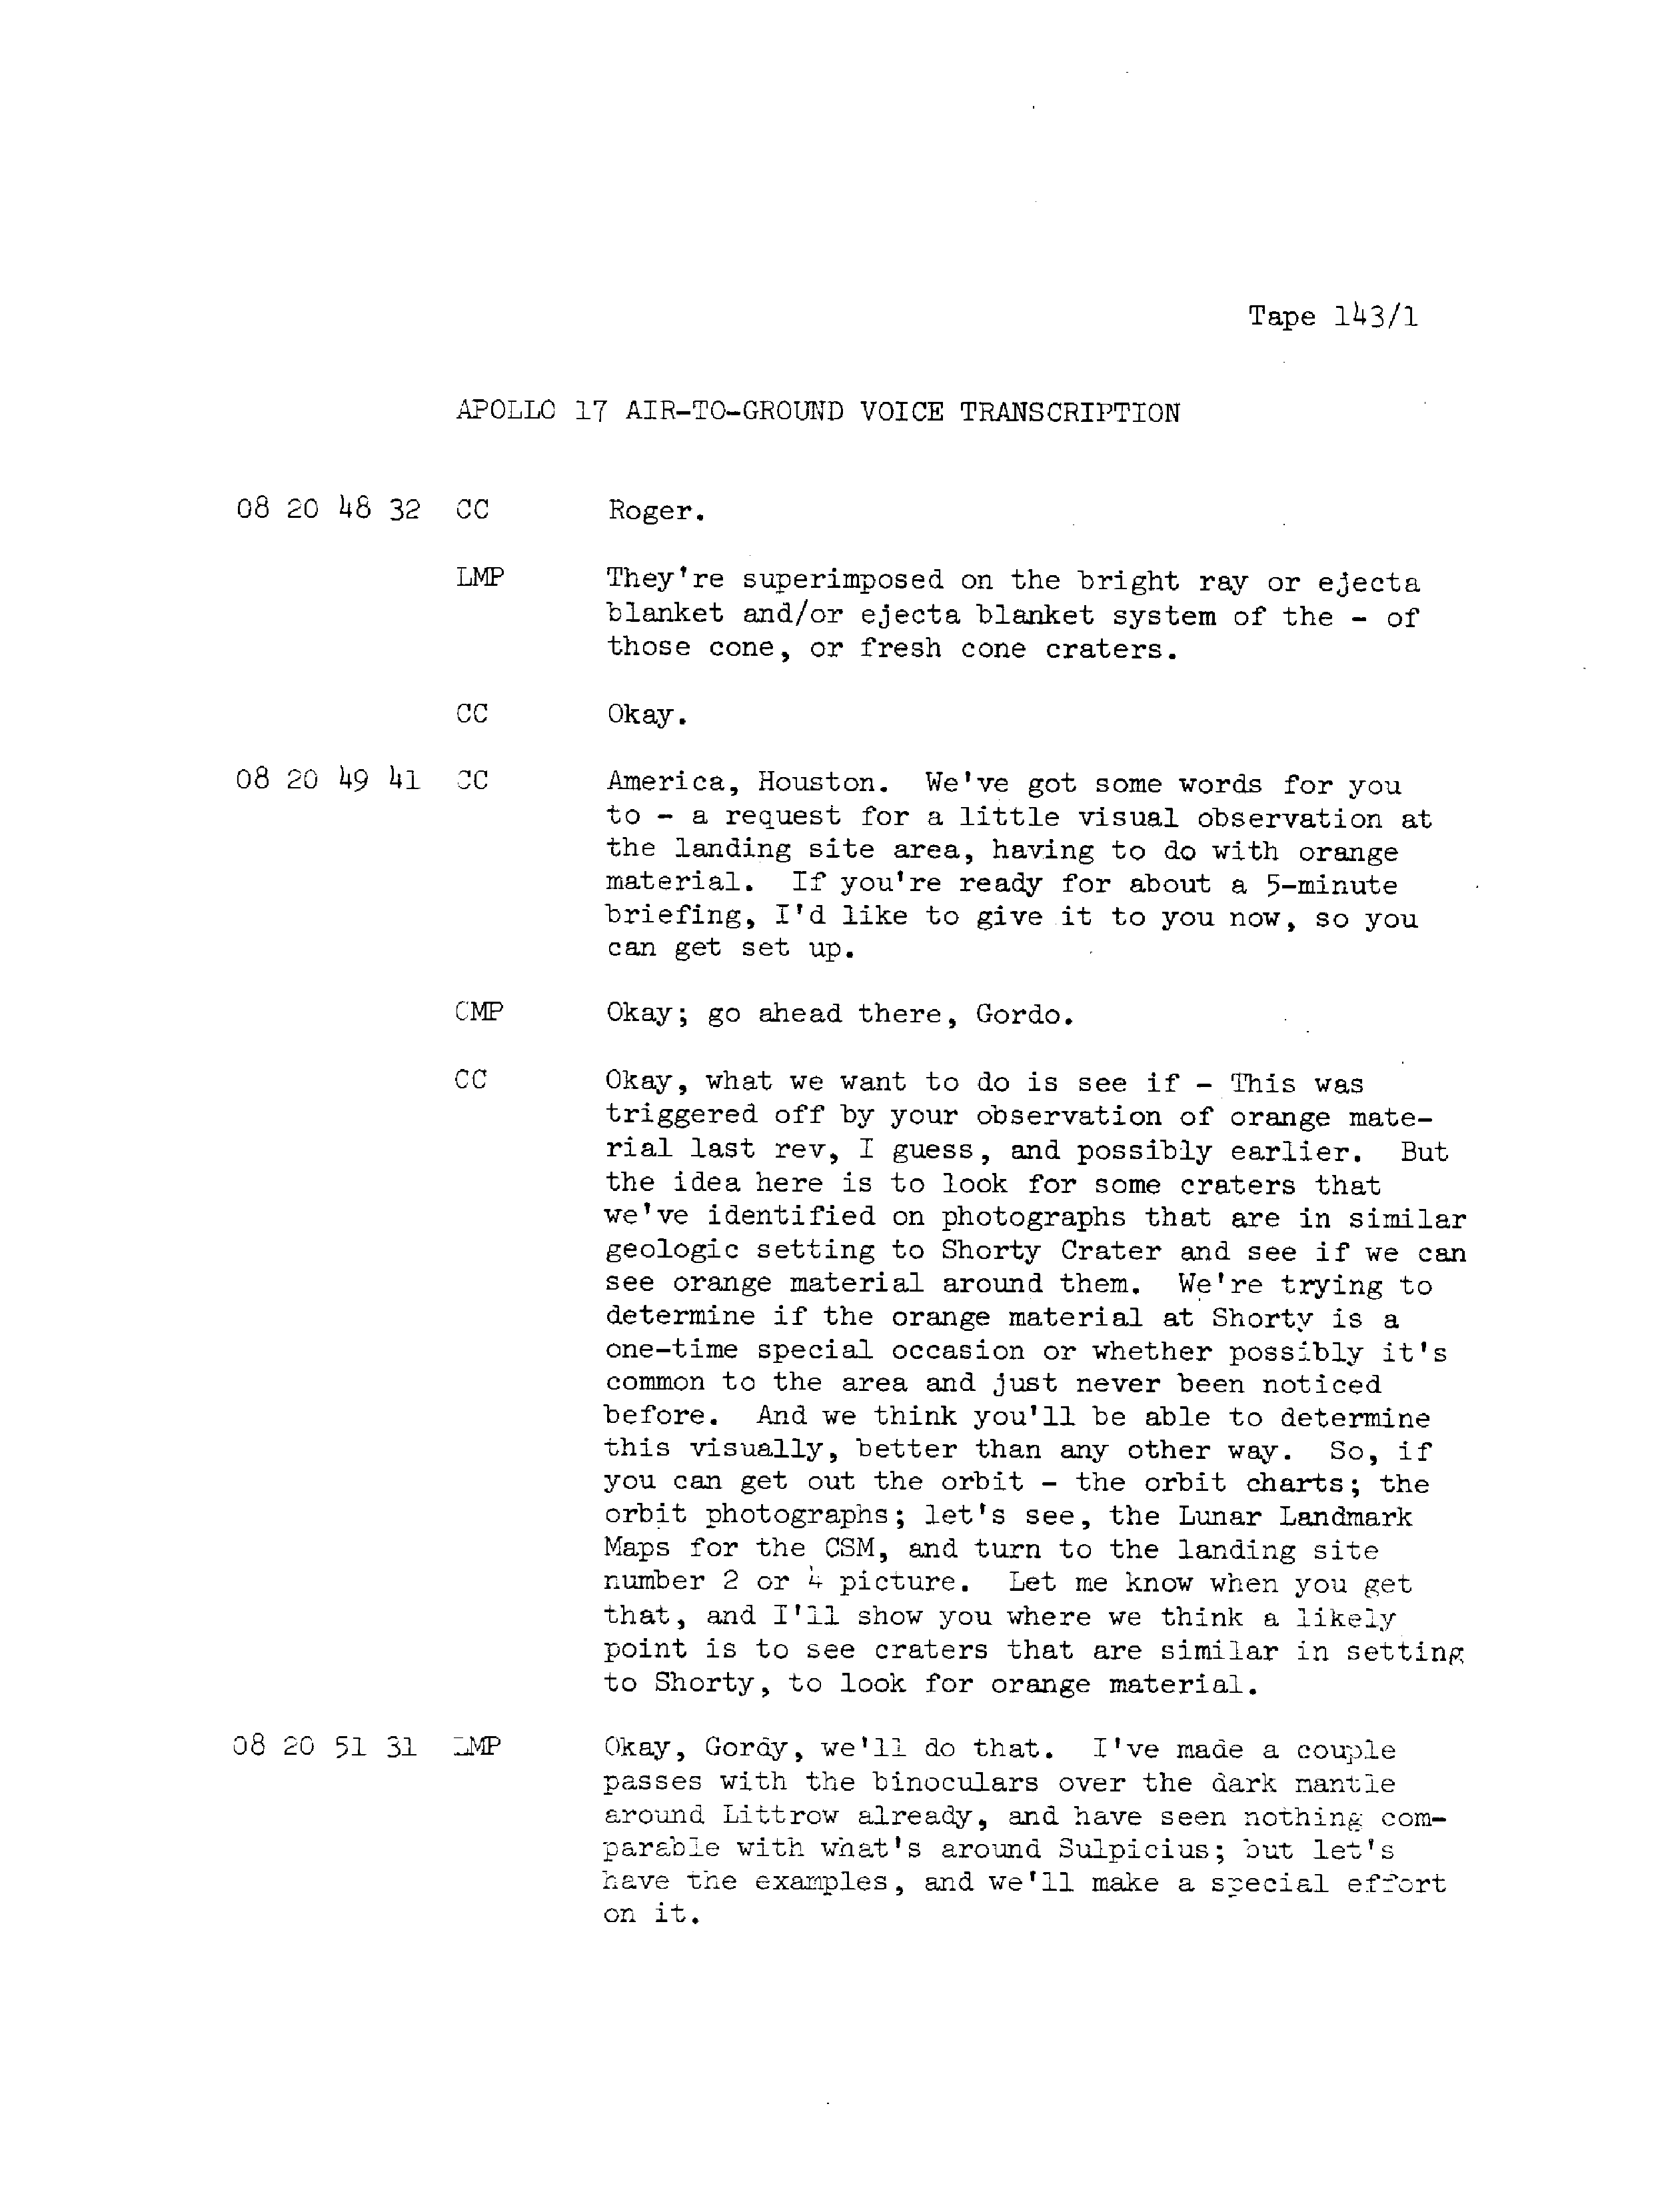 Tape 143/1
APOLLO 17 AIR-TO-GROUND VOICE TRANSCRIPTION
08 20 48 32 CC Roger.
LMP They're superimposed on the bright ray or ejecta
blanket and/or ejecta blanket system of the - of
those cone, or fresh cone craters.
CC Okay.
08 20 49 41 CC America, Houston. We've got some words for you
to - a request for a little visual observation at
the landing site area, having to do with orange
material. If you're ready for about a 5-minute
briefing, I'd like to give it to you now, so you
can get set up.
CMP Okay; go ahead there, Gordo.
CC Okay, what we want to do is see if - This was
triggered off by your observation of orange mate-
rial last rev, I guess, and possibly earlier. But
the idea here is to look for some craters that
we've identified on photographs that are in similar
geologic setting to Shorty Crater and see if we can
see orange material around them. We're trying to
determine if the orange material at Shorty is a
one-time special occasion or whether possibly it's
common to the area and just never been noticed
before. And we think you'll be able to determine
this visually, better than any other way. So, if
you can get out the orbit - the orbit charts; the
orbit photographs; let's see, the Lunar Landmark
Maps for the CSM, and turn to the landing site
number 2 or 4 picture. Let me know when you get
that, and I'll show you where we think a likely
point is to see craters that are similar in setting
to Shorty, to look for orange material.
08 20 51 31 LMP Okay, Gordy, we'll do that. I've made a couple
passes with the binoculars over the dark mantle
around Littrow already, and have seen nothing com-
parable with what's around Sulpicius; but let's
have the examples, and we'll make a special effort
on it.